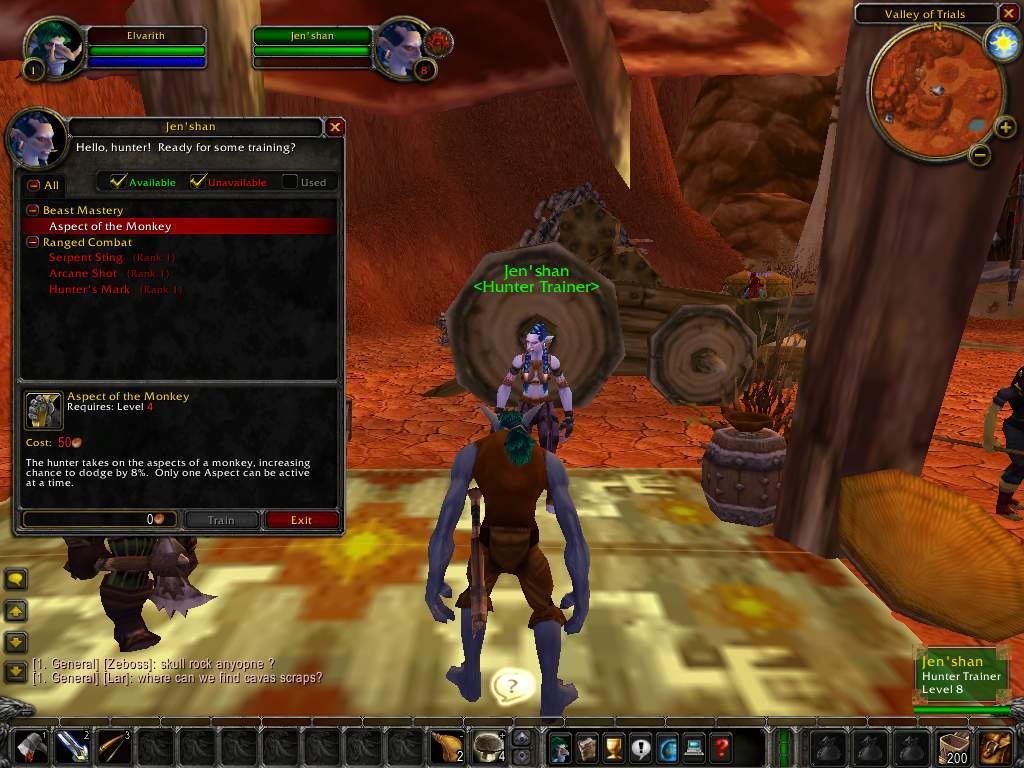 Elvarith
1
Jen'shan
8
Valley of Trials
N
Jen'shan
Hello, hunter! Ready for some training?
All
Available
Unavailable
Used
Beast Mastery
Aspect of the Monkey
Ranged Combat
Serpent Sting (Rank 1)
Arcane Shot (Rank 1)
Hunter's Mark (Rank 1)
Aspect of the Monkey
Requires: Level 4
Cost: 50
The hunter takes on the aspects of a monkey, increasing
chance to dodge by 8%. Only one Aspect can be active
at a time.
0
Train
Exit
Jen'shan
<Hunter Trainer>
[1. General] [Zeboss]: skull rock anyopne ?
[1. General] [Lar]: where can we find cavas scraps?
?
Jen'shan
Hunter Trainer
Level 8
2
3
2
4
!
?
200